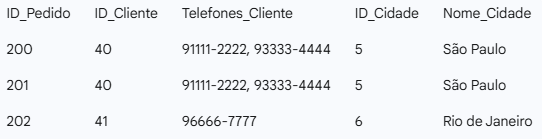 ID_Pedido ID_Cliente Telefones_Cliente ID_Cidade Nome_Cidade
200 40 91111-2222, 93333-4444 5 São Paulo
201 40 91111-2222, 93333-4444 5 São Paulo
202 41 96666-7777 6 Rio de Janeiro